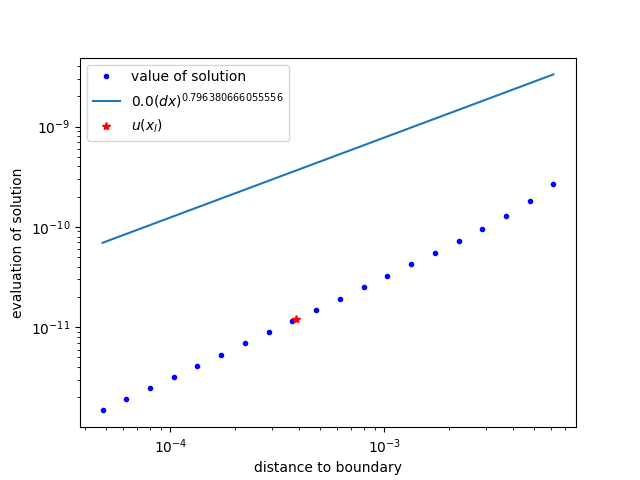 value of solution
0.0(dx)^0.796380666055556
u(x_l)
10^-9
10^-10
10^-11
evaluation of solution
10^-4
10^-3
distance to boundary